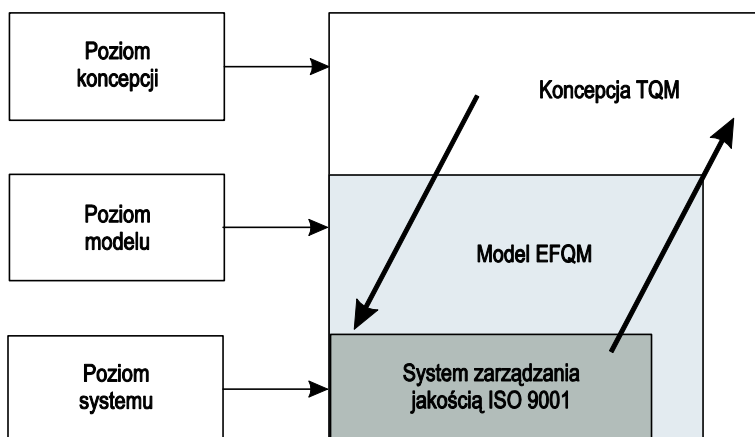 Poziom
koncepcji
Koncepcja TQM
Poziom
modelu
Model EFQM
Poziom
systemu
System zarządzania
jakością ISO 9001